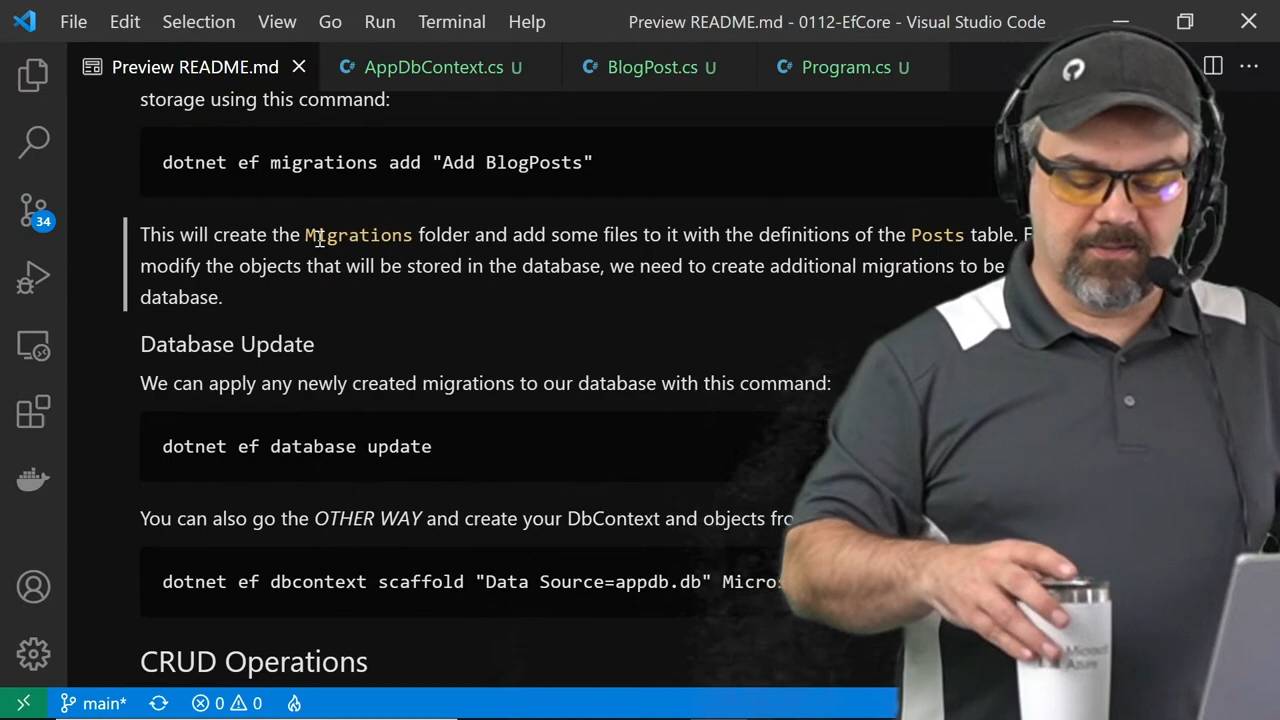 File Edit Selection View Go Run Terminal Help Preview README.md - 0112-EfCore - Visual Studio Code
Preview README.md AppDbContext.cs U BlogPost.cs U Program.cs U
storage using this command:
dotnet ef migrations add "Add BlogPosts"
34
This will create the Migrations folder and add some files to it with the definitions of the Posts table.
modify the objects that will be stored in the database, we need to create additional migrations to be
database.
Database Update
We can apply any newly created migrations to our database with this command:
dotnet ef database update
You can also go the OTHER WAY and create your DbContext and objects
dotnet ef dbcontext scaffold "Data Source=appdb.db"
CRUD Operations
Microsoft
Azure
main* 0 0